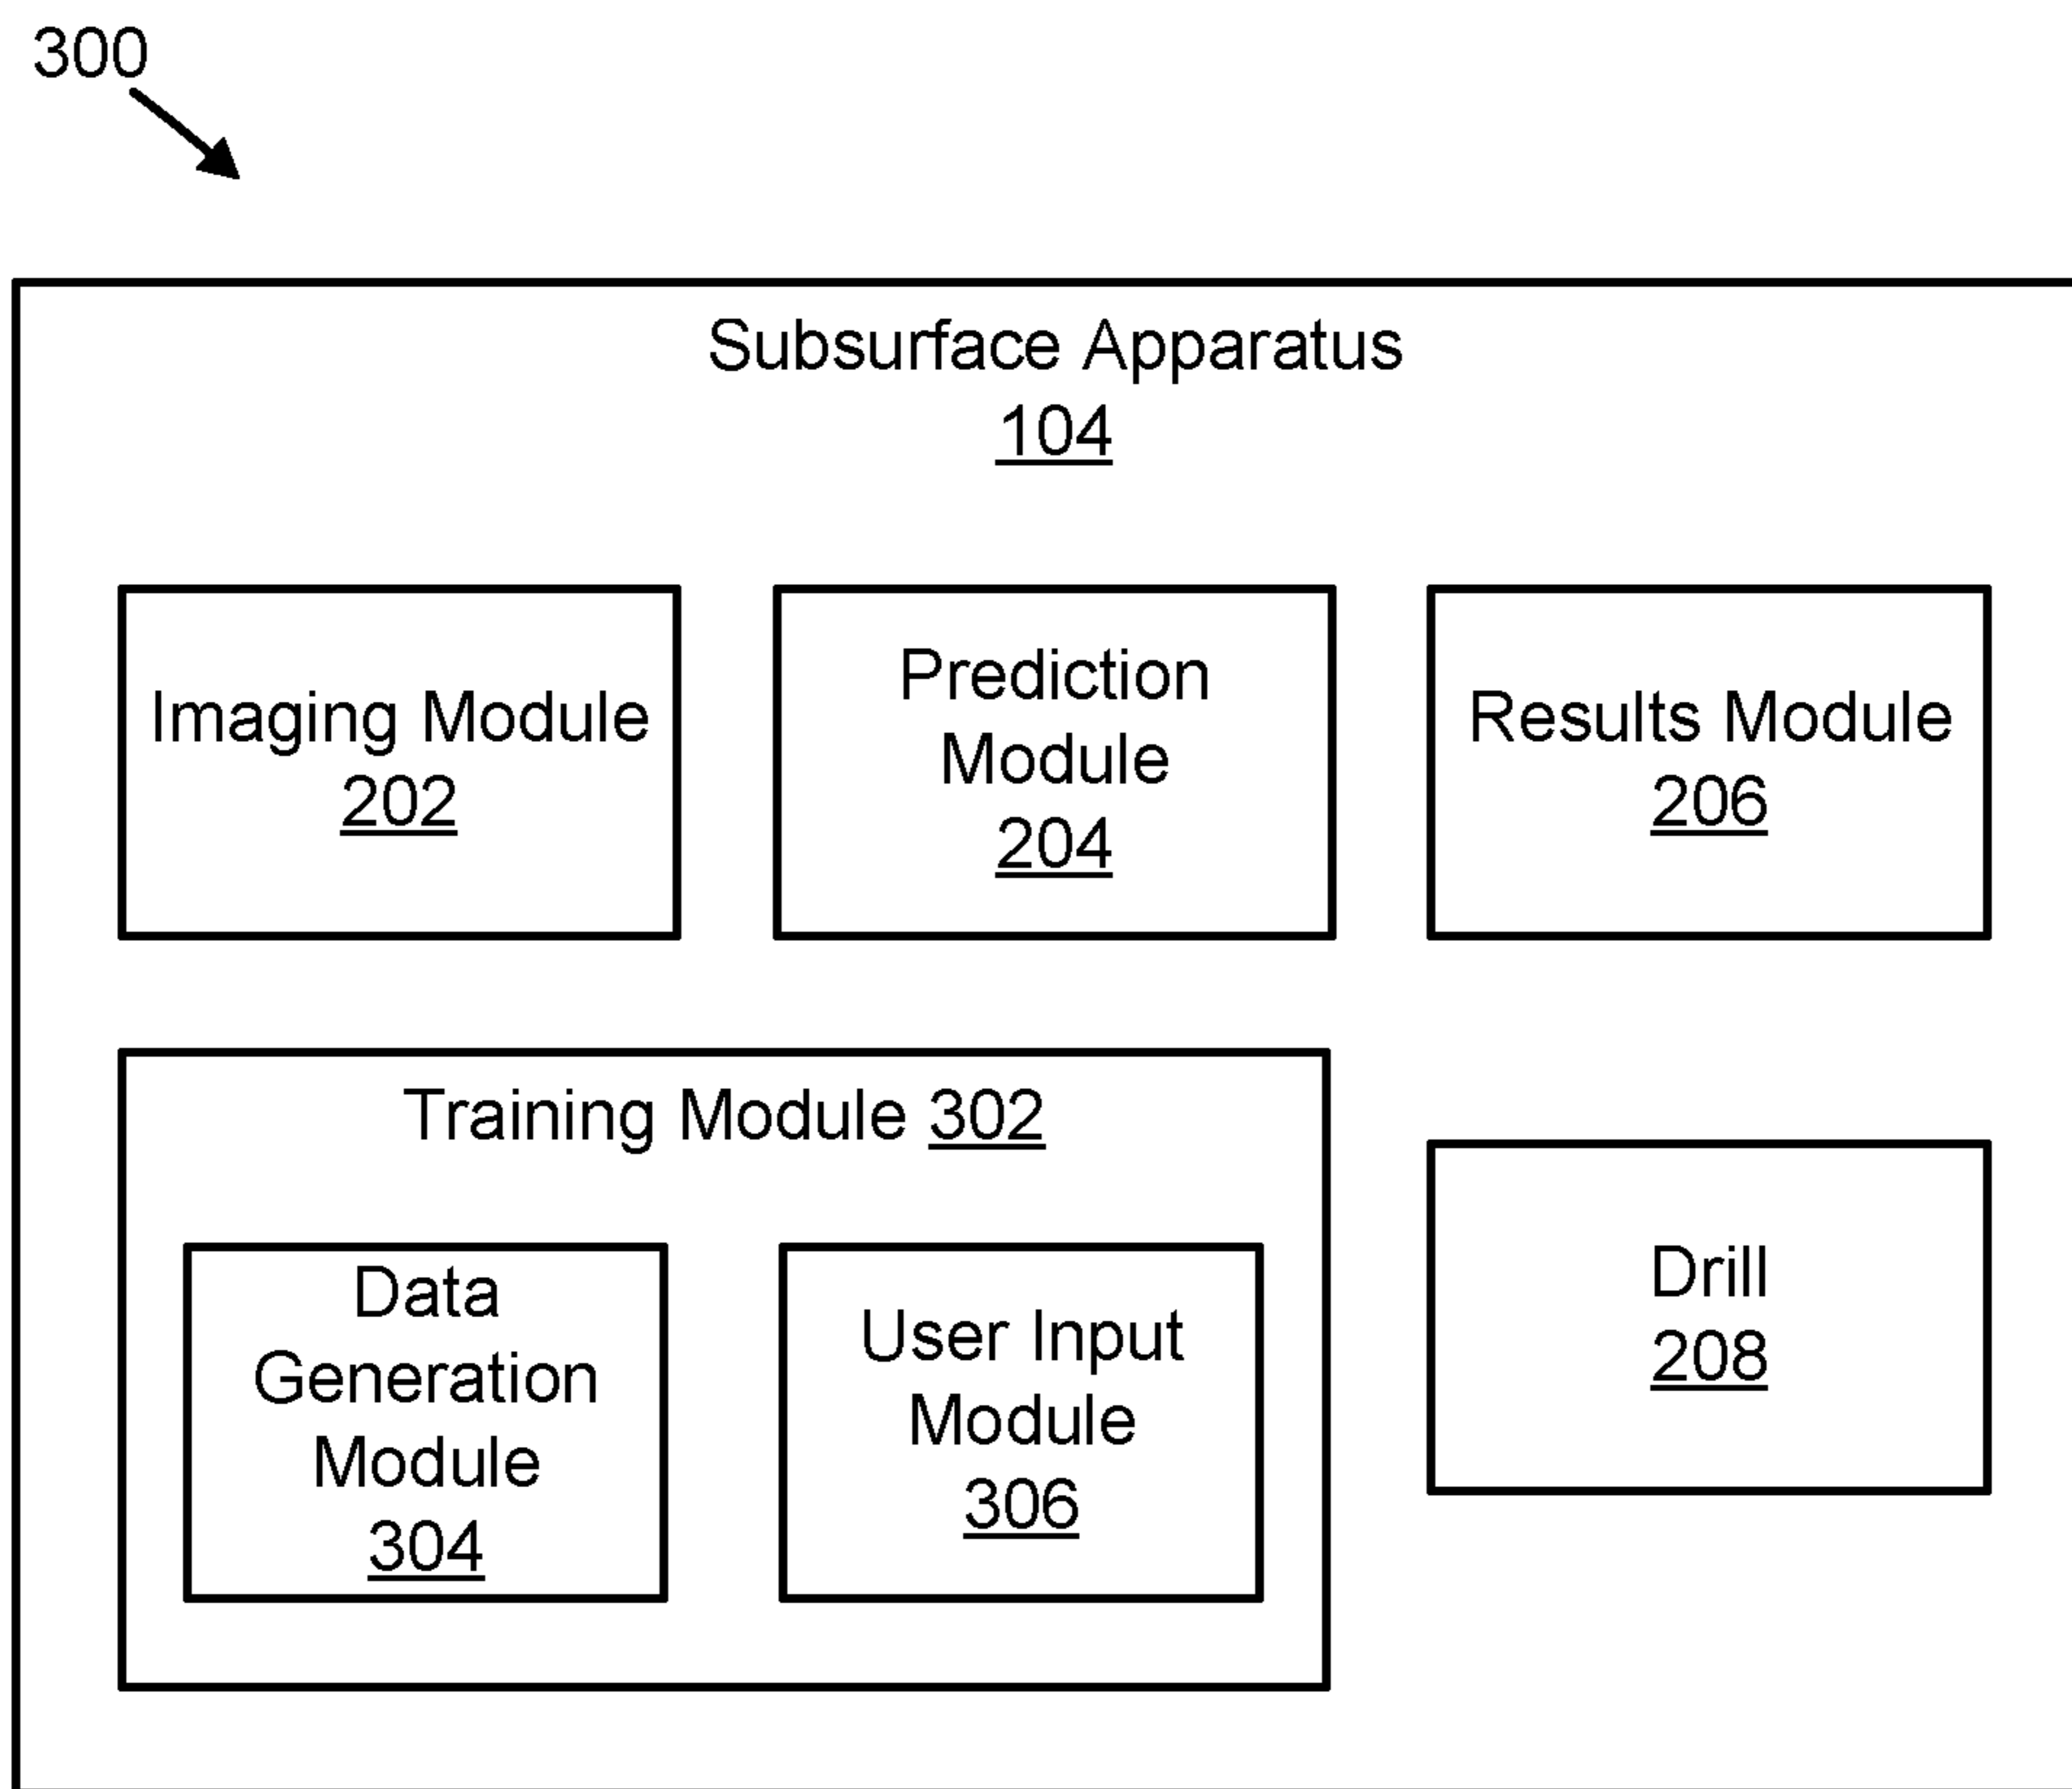 300
Subsurface Apparatus
104
Imaging Module
202
Prediction
Module
204
Results Module
206
Training Module 302
Data
Generation
Module
304
User Input
Module
306
Drill
208